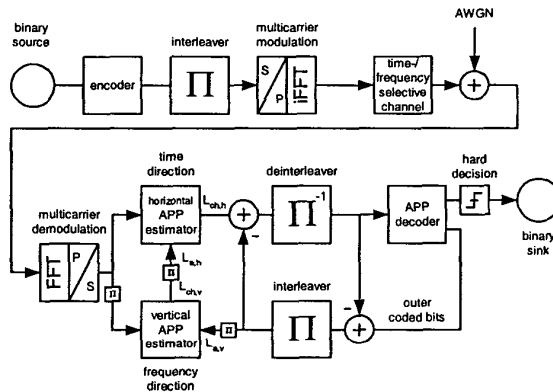 binary
source
encoder
interleaver
Π
multicarrier
modulation
S
P
iFFT
time-/
frequency
selective
channel
AWGN
+
time
direction
horizontal
APP
estimator
L_ch,h
+
−
deinterleaver
Π^-1
APP
decoder
hard
decision
binary
sink
multicarrier
demodulation
FFT
P
S
π
L_a,h
π
L_ch,v
vertical
APP
estimator
π
L_a,v
frequency
direction
interleaver
Π
−
+
outer
coded bits